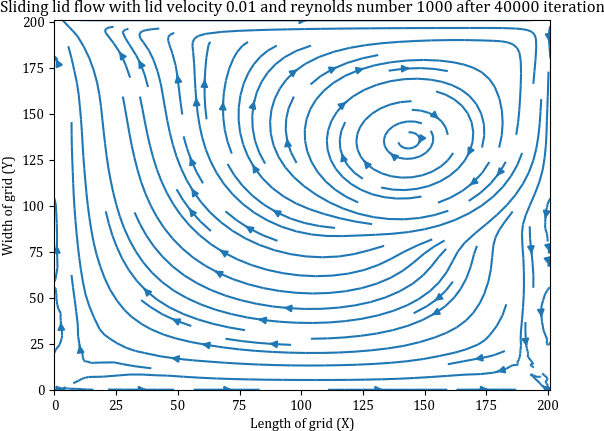 Sliding lid flow with lid velocity 0.01 and reynolds number 1000 after 40000 iteration
200
175
150
125
100
75
50
25
0
Width of grid (Y)
0 25 50 75 100 125 150 175 200
Length of grid (X)